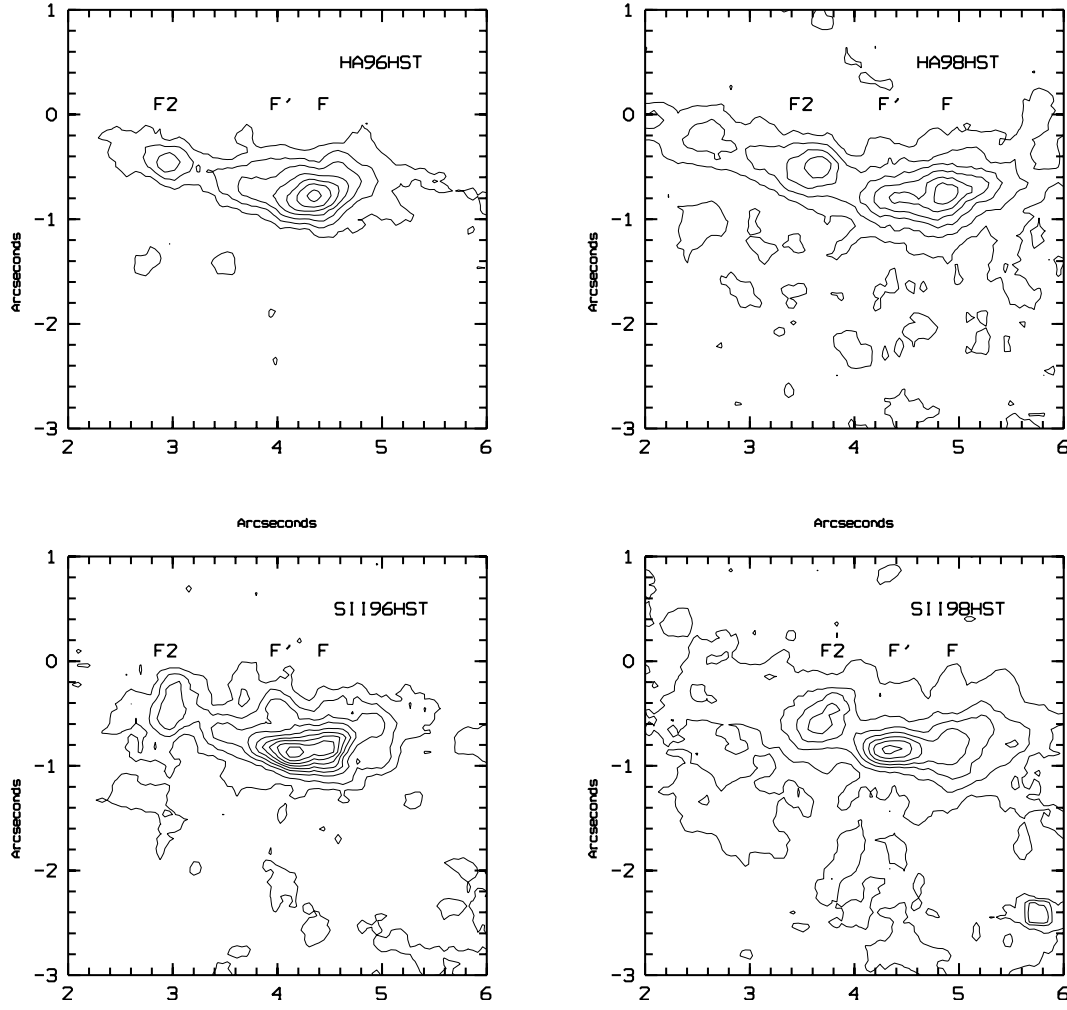 1
HA96HST
F2 F' F
0
-1
-2
-3
2 3 4 5 6
Arcseconds
Arcseconds
1
HA98HST
F2 F' F
0
-1
-2
-3
2 3 4 5 6
Arcseconds
Arcseconds
1
SII96HST
F2 F' F
0
-1
-2
-3
2 3 4 5 6
Arcseconds
1
SII98HST
F2 F' F
0
-1
-2
-3
2 3 4 5 6
Arcseconds